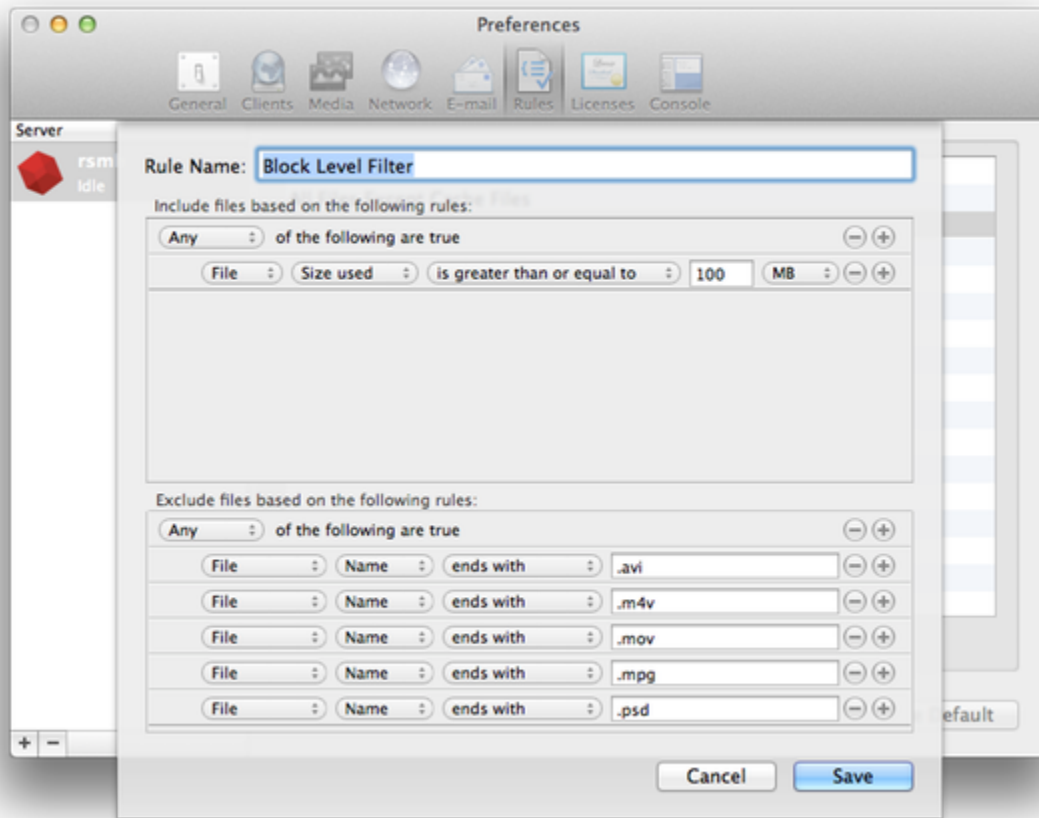 Preferences
General Clients Media Network E-mail Rules Licenses Console
Server
rsm
Idle
Rule Name: Block Level Filter
Include files based on the following rules:
Any of the following are true
File Size used is greater than or equal to 100 MB
Exclude files based on the following rules:
Any of the following are true
File Name ends with .avi
File Name ends with .m4v
File Name ends with .mov
File Name ends with .mpg
File Name ends with .psd
Default
Cancel Save